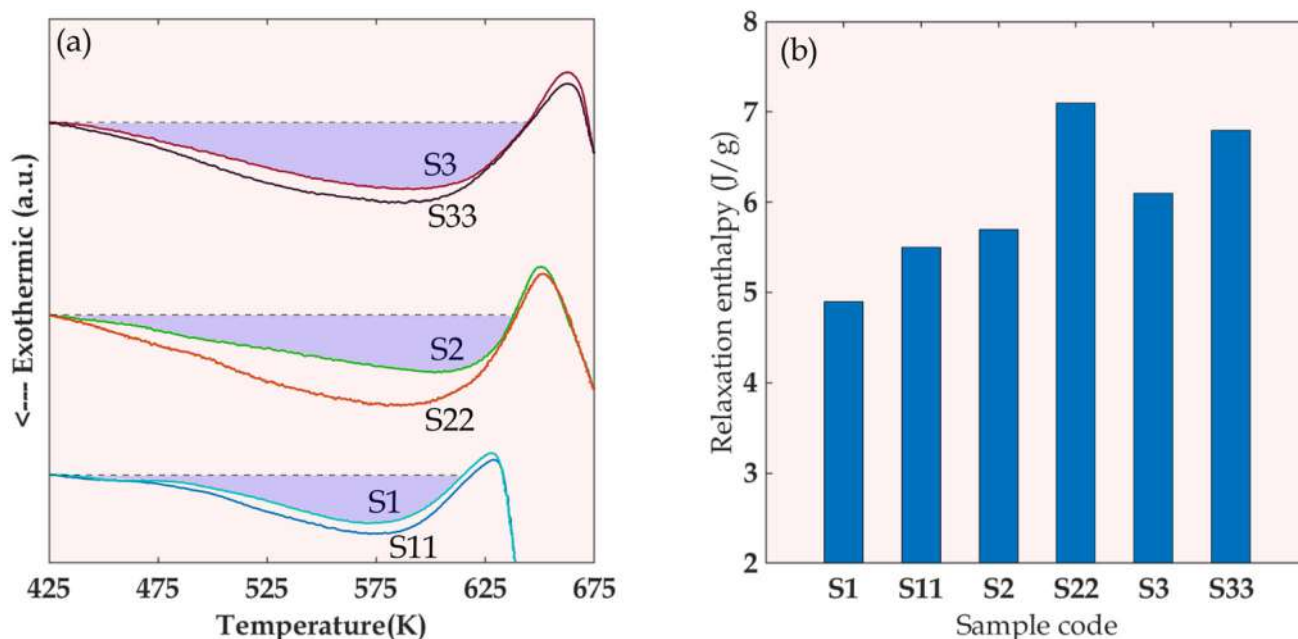 (a)
<---- Exothermic (a.u.)
S3
S33
S2
S22
S1
S11
425 475 525 575 625 675
Temperature(K)
(b)
Relaxation enthalpy (J/g)
8
7
6
5
4
3
2
S1 S11 S2 S22 S3 S33
Sample code